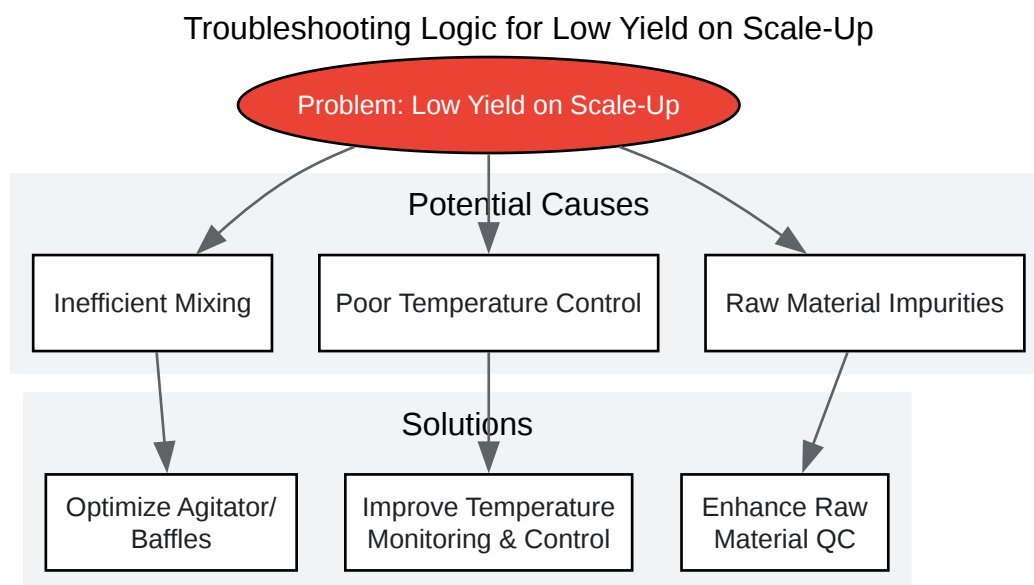 Troubleshooting Logic for Low Yield on Scale-Up
Problem: Low Yield on Scale-Up
Potential Causes
Inefficient Mixing
Poor Temperature Control
Raw Material Impurities
Solutions
Optimize Agitator/
Baffles
Improve Temperature
Monitoring & Control
Enhance Raw
Material QC